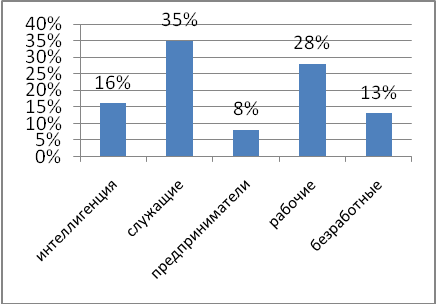 40%
35%
30%
25%
20%
15%
10%
5%
0%
16%
35%
8%
28%
13%
интеллигенция
служащие
предприниматели
рабочие
безработные